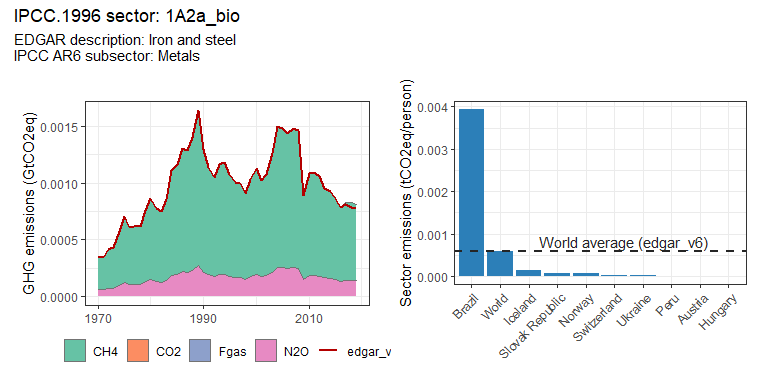 IPCC.1996 sector: 1A2a_bio
EDGAR description: Iron and steel
IPCC AR6 subsector: Metals
GHG emissions (GtCO2eq)
0.0015
0.0010
0.0005
0.0000
1970
1990
2010
CH4
CO2
Fgas
N2O
edgar_v
Sector emissions (tCO2eq/person)
0.004
0.003
0.002
0.001
0.000
World average (edgar_v6)
Brazil
World
Iceland
Slovak Republic
Norway
Switzerland
Ukraine
Peru
Austria
Hungary